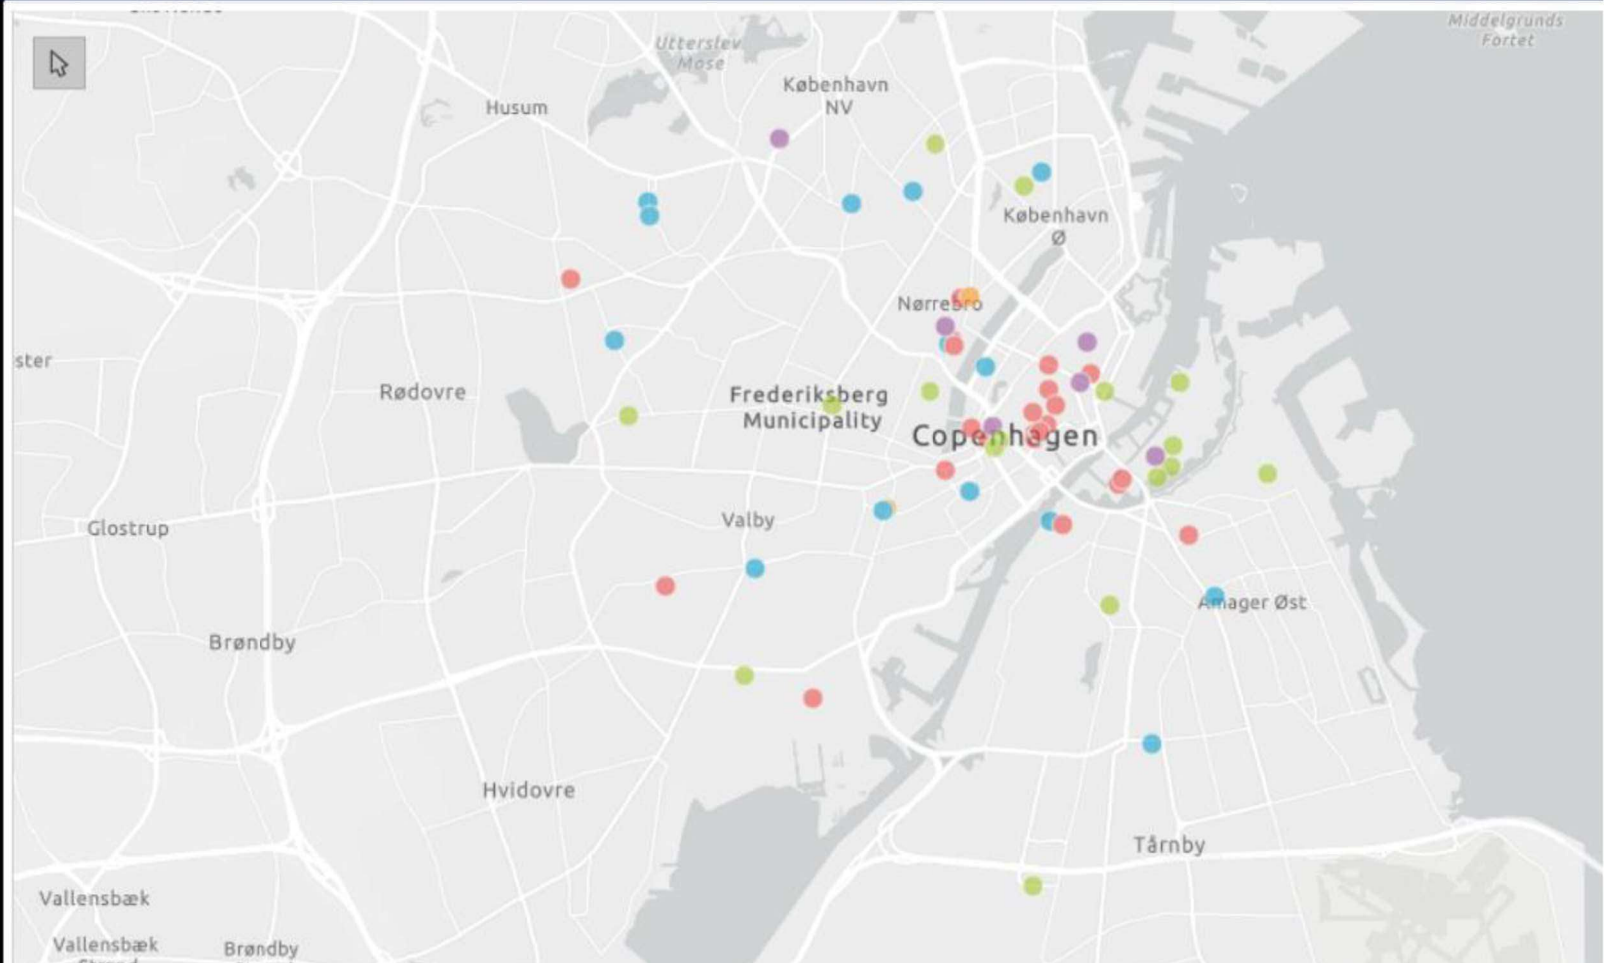 Middelgrunds
Fortet
Utterslev
Mose
København
NV
Husum
København
Ø
Nørrebro
ster
Rødovre
Frederiksberg
Municipality
Copenhagen
Valby
Glostrup
Amager Øst
Brøndby
Hvidovre
Tårnby
Vallensbæk
Vallensbæk
Brøndby